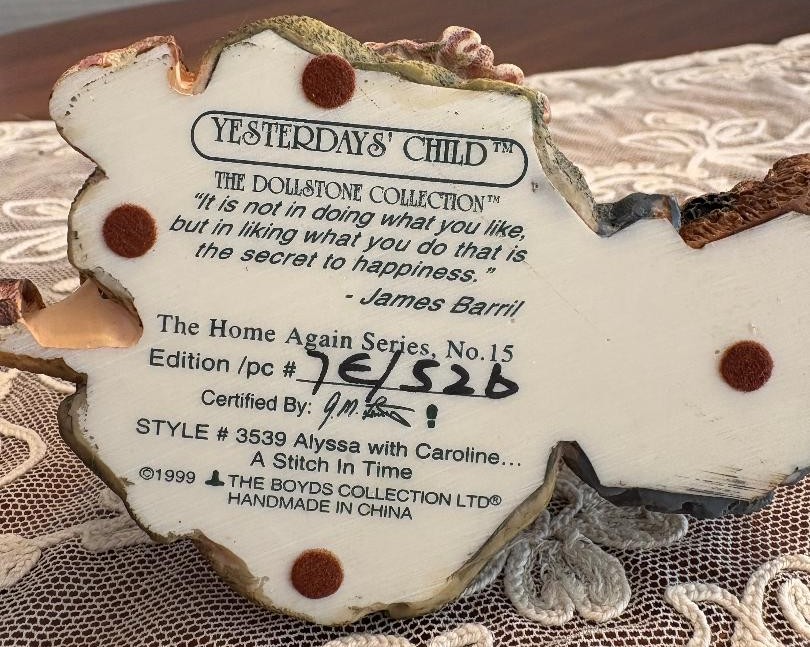 YESTERDAYS' CHILD™
THE DOLLSTONE COLLECTION™
"It is not in doing what you like,
but in liking what you do that is
the secret to happiness."
- James Barril
The Home Again Series, No.15
Edition /pc # 7E/526
Certified By: G.M.
STYLE # 3539 Alyssa with Caroline...
A Stitch In Time
©1999 THE BOYDS COLLECTION LTD®
HANDMADE IN CHINA